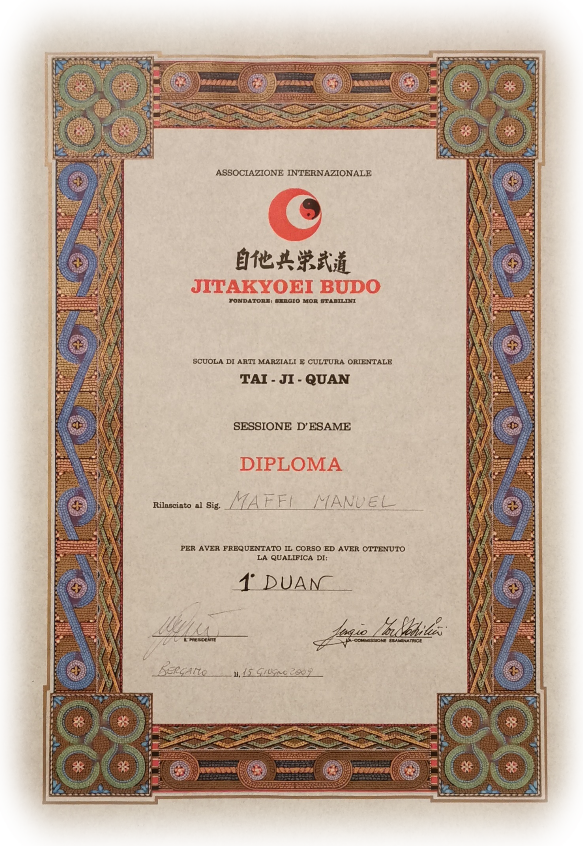 ASSOCIAZIONE INTERNAZIONALE
自他共栄武道
JITAKYOEI BUDO
FONDATORE: SERGIO MOR STABILINI
SCUOLA DI ARTI MARZIALI E CULTURA ORIENTALE
TAI - JI - QUAN
SESSIONE D'ESAME
DIPLOMA
Rilasciato al Sig. MAFFI MANUEL
PER AVER FREQUENTATO IL CORSO ED AVER OTTENUTO
LA QUALIFICA DI:
1° DUAN
Sergio Mor Stabilini
IL PRESIDENTE LA COMMISSIONE ESAMINATRICE
BERGAMO lì, 15 GIUGNO 2009